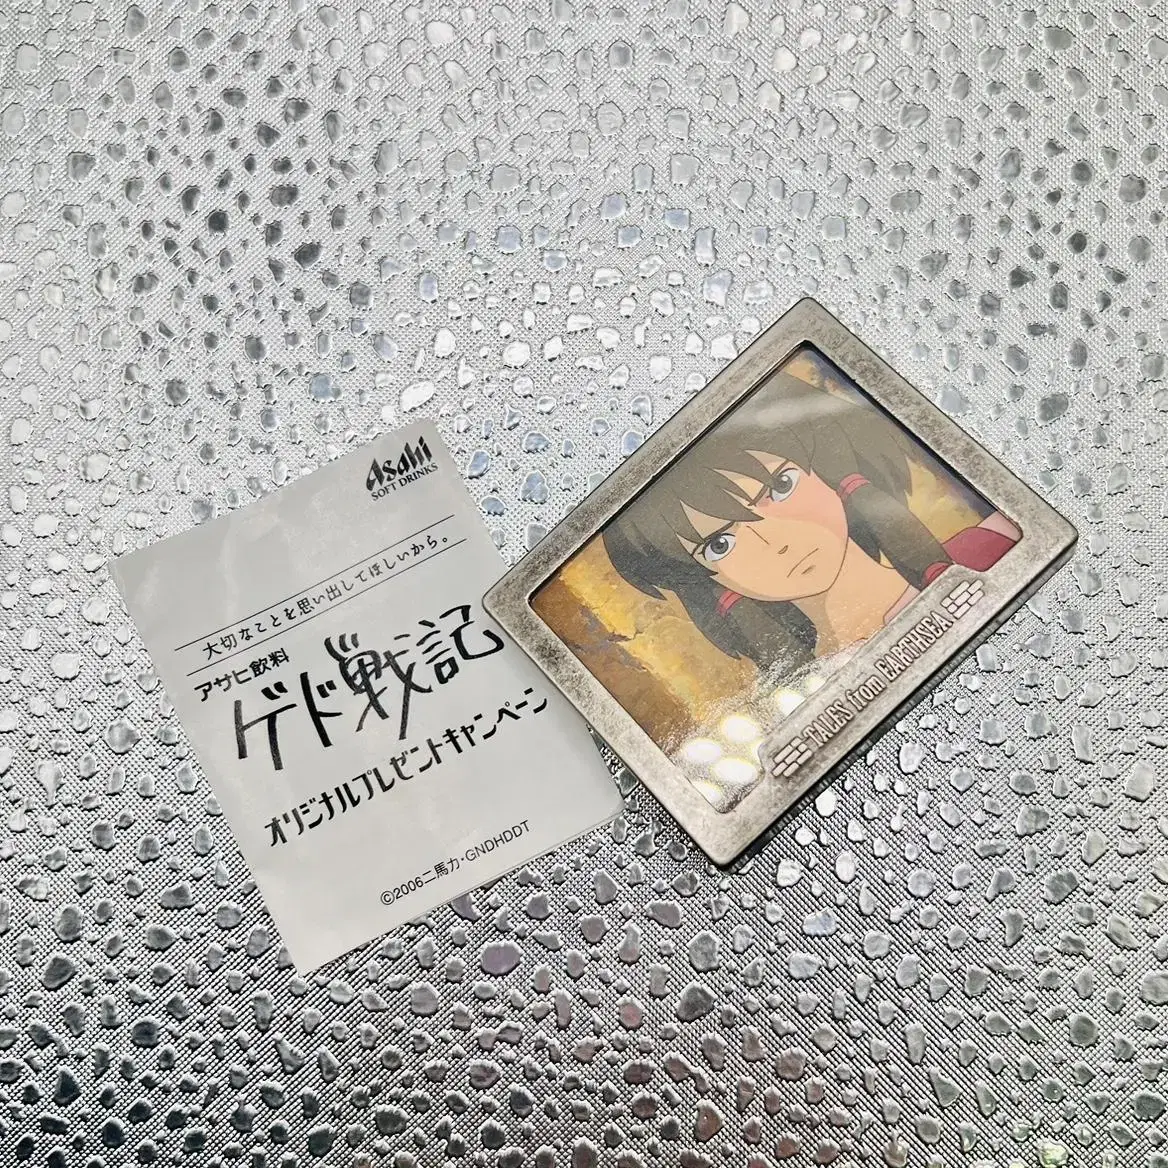 Asahi
SOFT DRINKS
大切なことを思い出してほしいから。
アサヒ飲料
ゲド戦記
オリジナルプレゼントキャンペーン
©2006二馬力・GNDHDDT
TALES from EARTHSEA